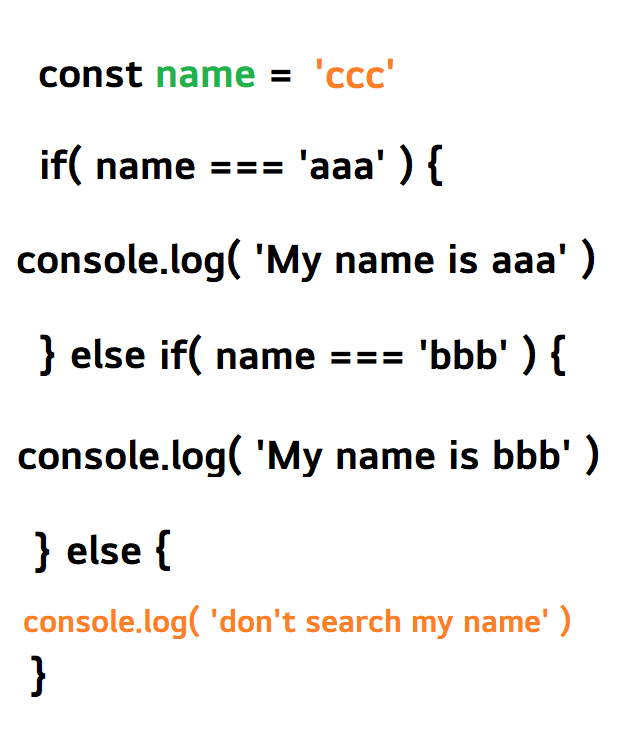 const name = 'ccc'
if( name === 'aaa' ) {
console.log( 'My name is aaa' )
} else if( name === 'bbb' ) {
console.log( 'My name is bbb' )
} else {
console.log( 'don't search my name' )
}